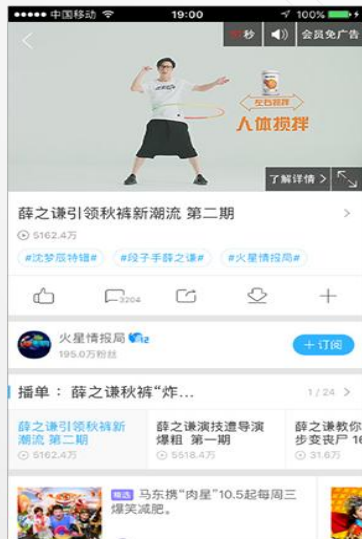 中国移动 19:00 100%
秒 会员免广告
左右搅拌
人体搅拌
了解详情 >
薛之谦引领秋裤新潮流 第二期 >
5162.4万
#沈梦辰特辑# #段子手薛之谦# #火星情报局#
3204
火星情报局 12
195.0万粉丝
+订阅
播单：薛之谦秋裤“炸... 1 / 24 >
薛之谦引领秋裤新 薛之谦演技遭导演 薛之谦教你
潮流 第二期 爆粗 第一期 步变丧尸 16
5162.4万 5518.4万 31.6万
精选 马东携“肉星”10.5起每周三
爆笑减肥。